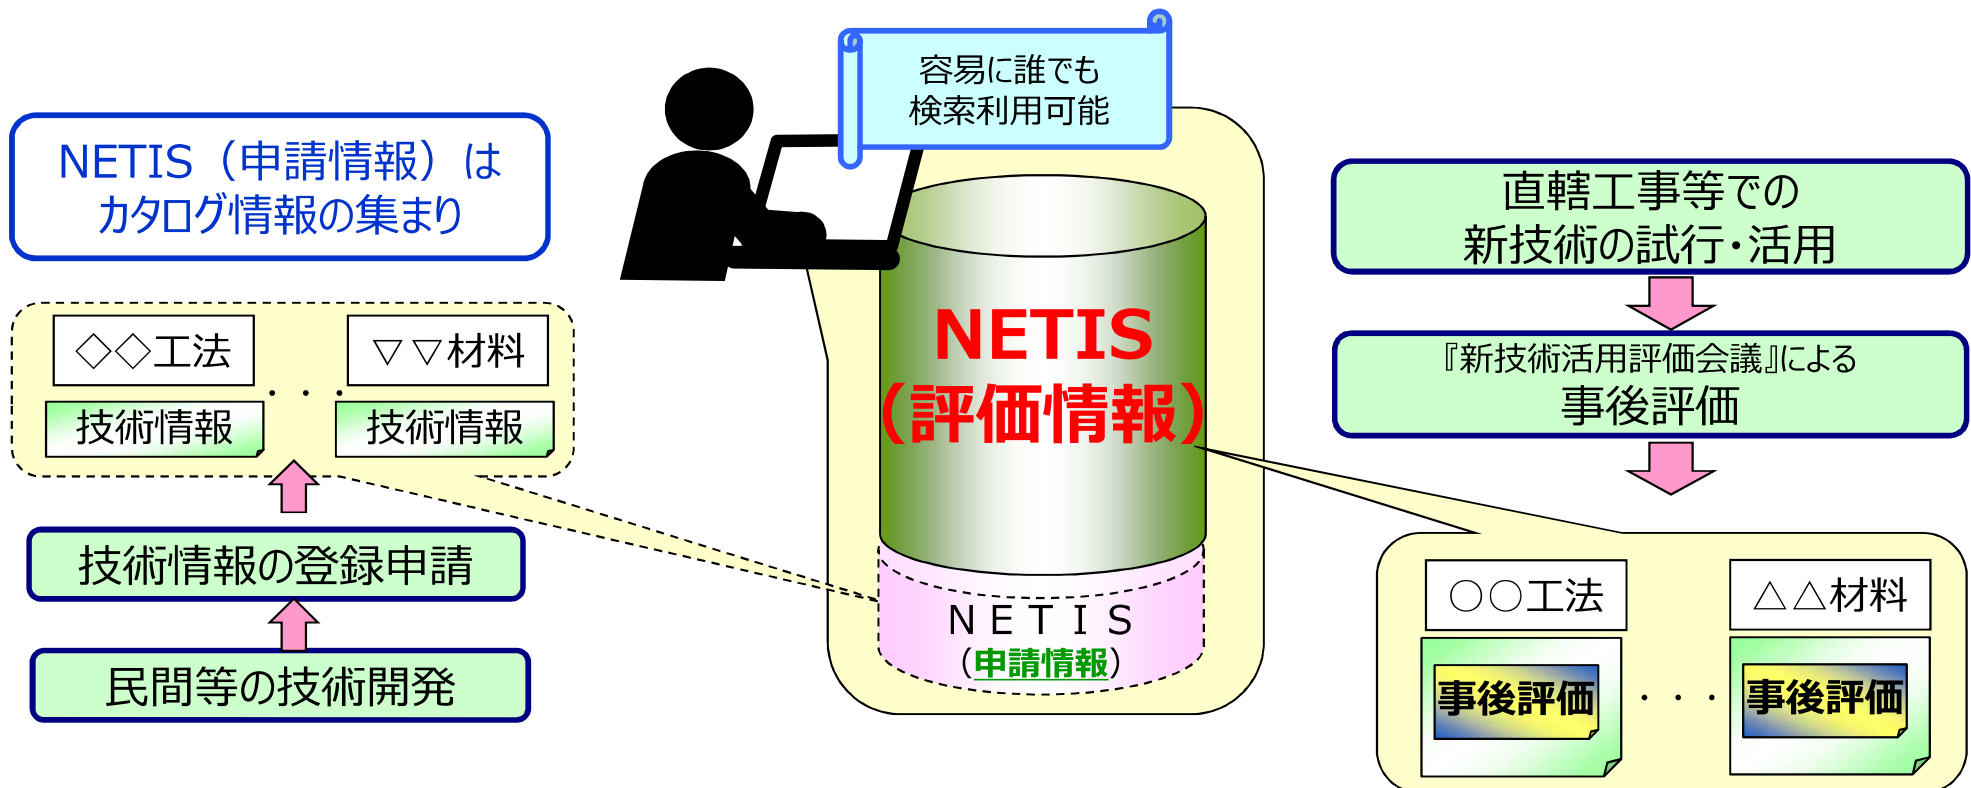 容易に誰でも
検索利用可能
NETIS（申請情報）は
カタログ情報の集まり
◇◇工法
▽▽材料
・・・
技術情報
技術情報
技術情報の登録申請
民間等の技術開発
NETIS
（評価情報）
ＮＥＴＩＳ
（申請情報）
直轄工事等での
新技術の試行・活用
『新技術活用評価会議』による
事後評価
○○工法
△△材料
事後評価
・・・
事後評価